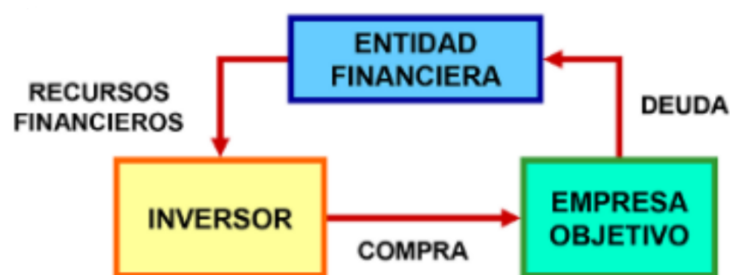 ENTIDAD
FINANCIERA
RECURSOS
FINANCIEROS
DEUDA
INVERSOR
COMPRA
EMPRESA
OBJETIVO